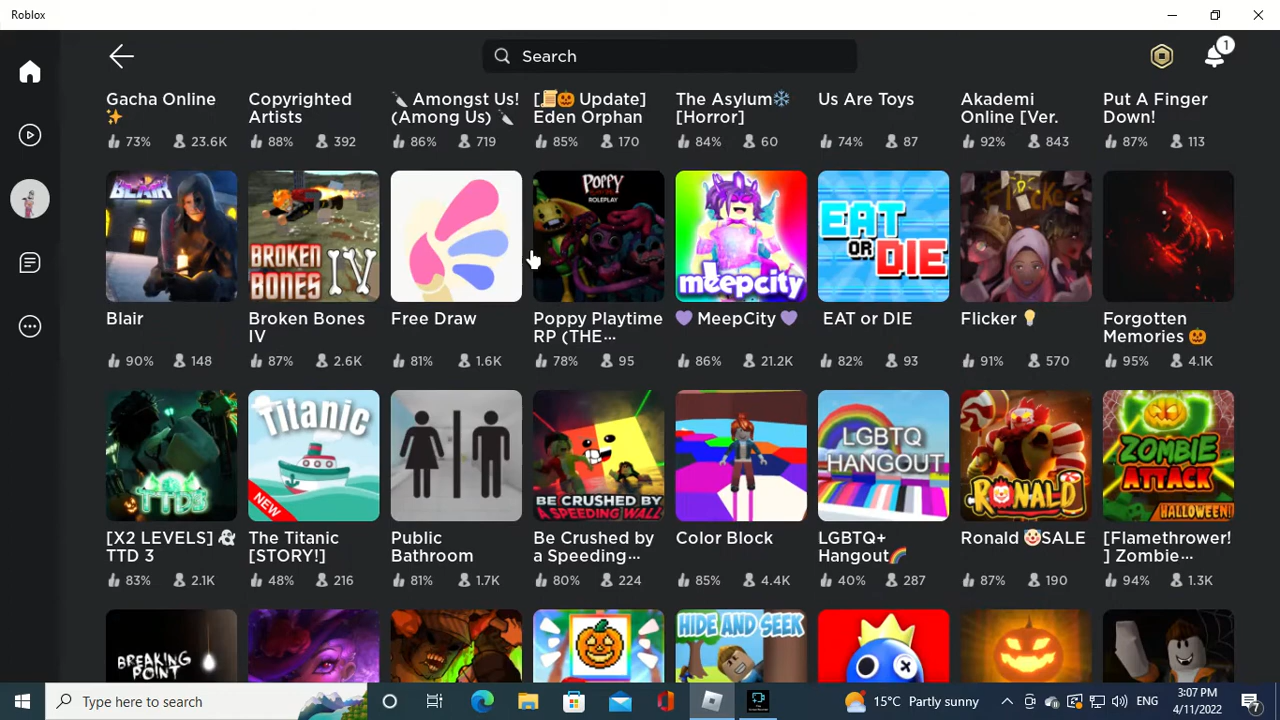 Roblox
Search
1
Gacha Online ✨
Copyrighted Artists
🔪 Amongst Us! (Among Us) 🔪
[📜🎃 Update] Eden Orphan
The Asylum❄️ [Horror]
Us Are Toys
Akademi Online [Ver.
Put A Finger Down!
73% 23.6K
88% 392
86% 719
85% 170
84% 60
74% 87
92% 843
87% 113
BLAIR
BROKEN BONES IV
POPPY
ROLEPLAY
meepcity
EAT OR DIE
Blair
Broken Bones IV
Free Draw
Poppy Playtime RP (THE...
💜 MeepCity 💜
EAT or DIE
Flicker 💡
Forgotten Memories 🎃
90% 148
87% 2.6K
81% 1.6K
78% 95
86% 21.2K
82% 93
91% 570
95% 4.1K
TTD3
Titanic
NEW
BE CRUSHED BY A SPEEDING WALL
LGBTQ HANGOUT
RONALD
ZOMBIE ATTACK
HALLOWEEN!
[X2 LEVELS] 👻 TTD 3
The Titanic [STORY!]
Public Bathroom
Be Crushed by a Speeding...
Color Block
LGBTQ+ Hangout🌈
Ronald 🤡SALE
[Flamethrower!] Zombie...
83% 2.1K
48% 216
81% 1.7K
80% 224
85% 4.4K
40% 287
87% 190
94% 1.3K
BREAKING POINT
HIDE AND SEEK
Type here to search
15°C Partly sunny
ENG
3:07 PM
4/11/2022
7